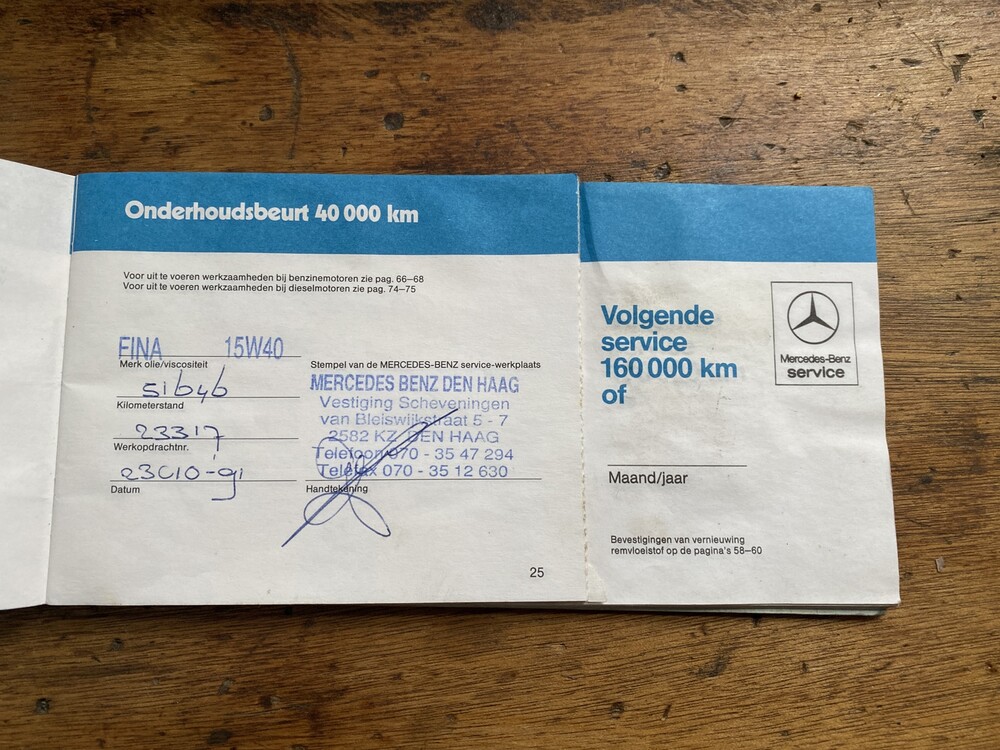 Onderhoudsbeurt 40 000 km
Voor uit te voeren werkzaamheden bij benzinemotoren zie pag. 66–68
Voor uit te voeren werkzaamheden bij dieselmotoren zie pag. 74–75
FINA 15W40
Merk olie/viscositeit
51646
Kilometerstand
23317
Werkopdrachtnr.
Datum
Stempel van de MERCEDES-BENZ service-werkplaats
MERCEDES BENZ DEN HAAG
Vestiging Scheveningen
van Bleiswijkstraat 5 - 7
2582 KZ DEN HAAG
Telefoon 070 - 35 47 294
Telefax 070 - 35 12 630
Handtekening
25
Volgende
service
160 000 km
of
Maand/jaar
Bevestigingen van vernieuwing
remvloeistof op de pagina's 58–60
Mercedes-Benz
service